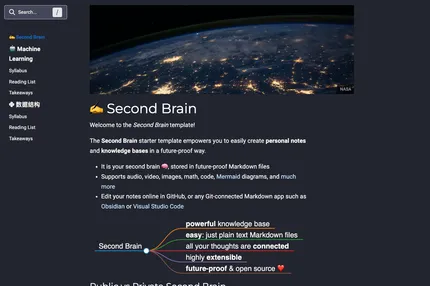 Search...
/
✍️ Second Brain
🤖 Machine
Learning
Syllabus
Reading List
Takeaways
数据结构
Syllabus
Reading List
Takeaways
NASA
✍️ Second Brain
Welcome to the Second Brain template!
The Second Brain starter template empowers you to easily create personal notes
and knowledge bases in a future-proof way.
• It is your second brain 🧠, stored in future-proof Markdown files
• Supports audio, video, images, math, code, Mermaid diagrams, and much
more
• Edit your notes online in GitHub, or any Git-connected Markdown app such as
Obsidian or Visual Studio Code
powerful knowledge base
easy: just plain text Markdown files
Second Brain
all your thoughts are connected
highly extensible
future-proof & open source ❤️
Public vs Private Second Brain